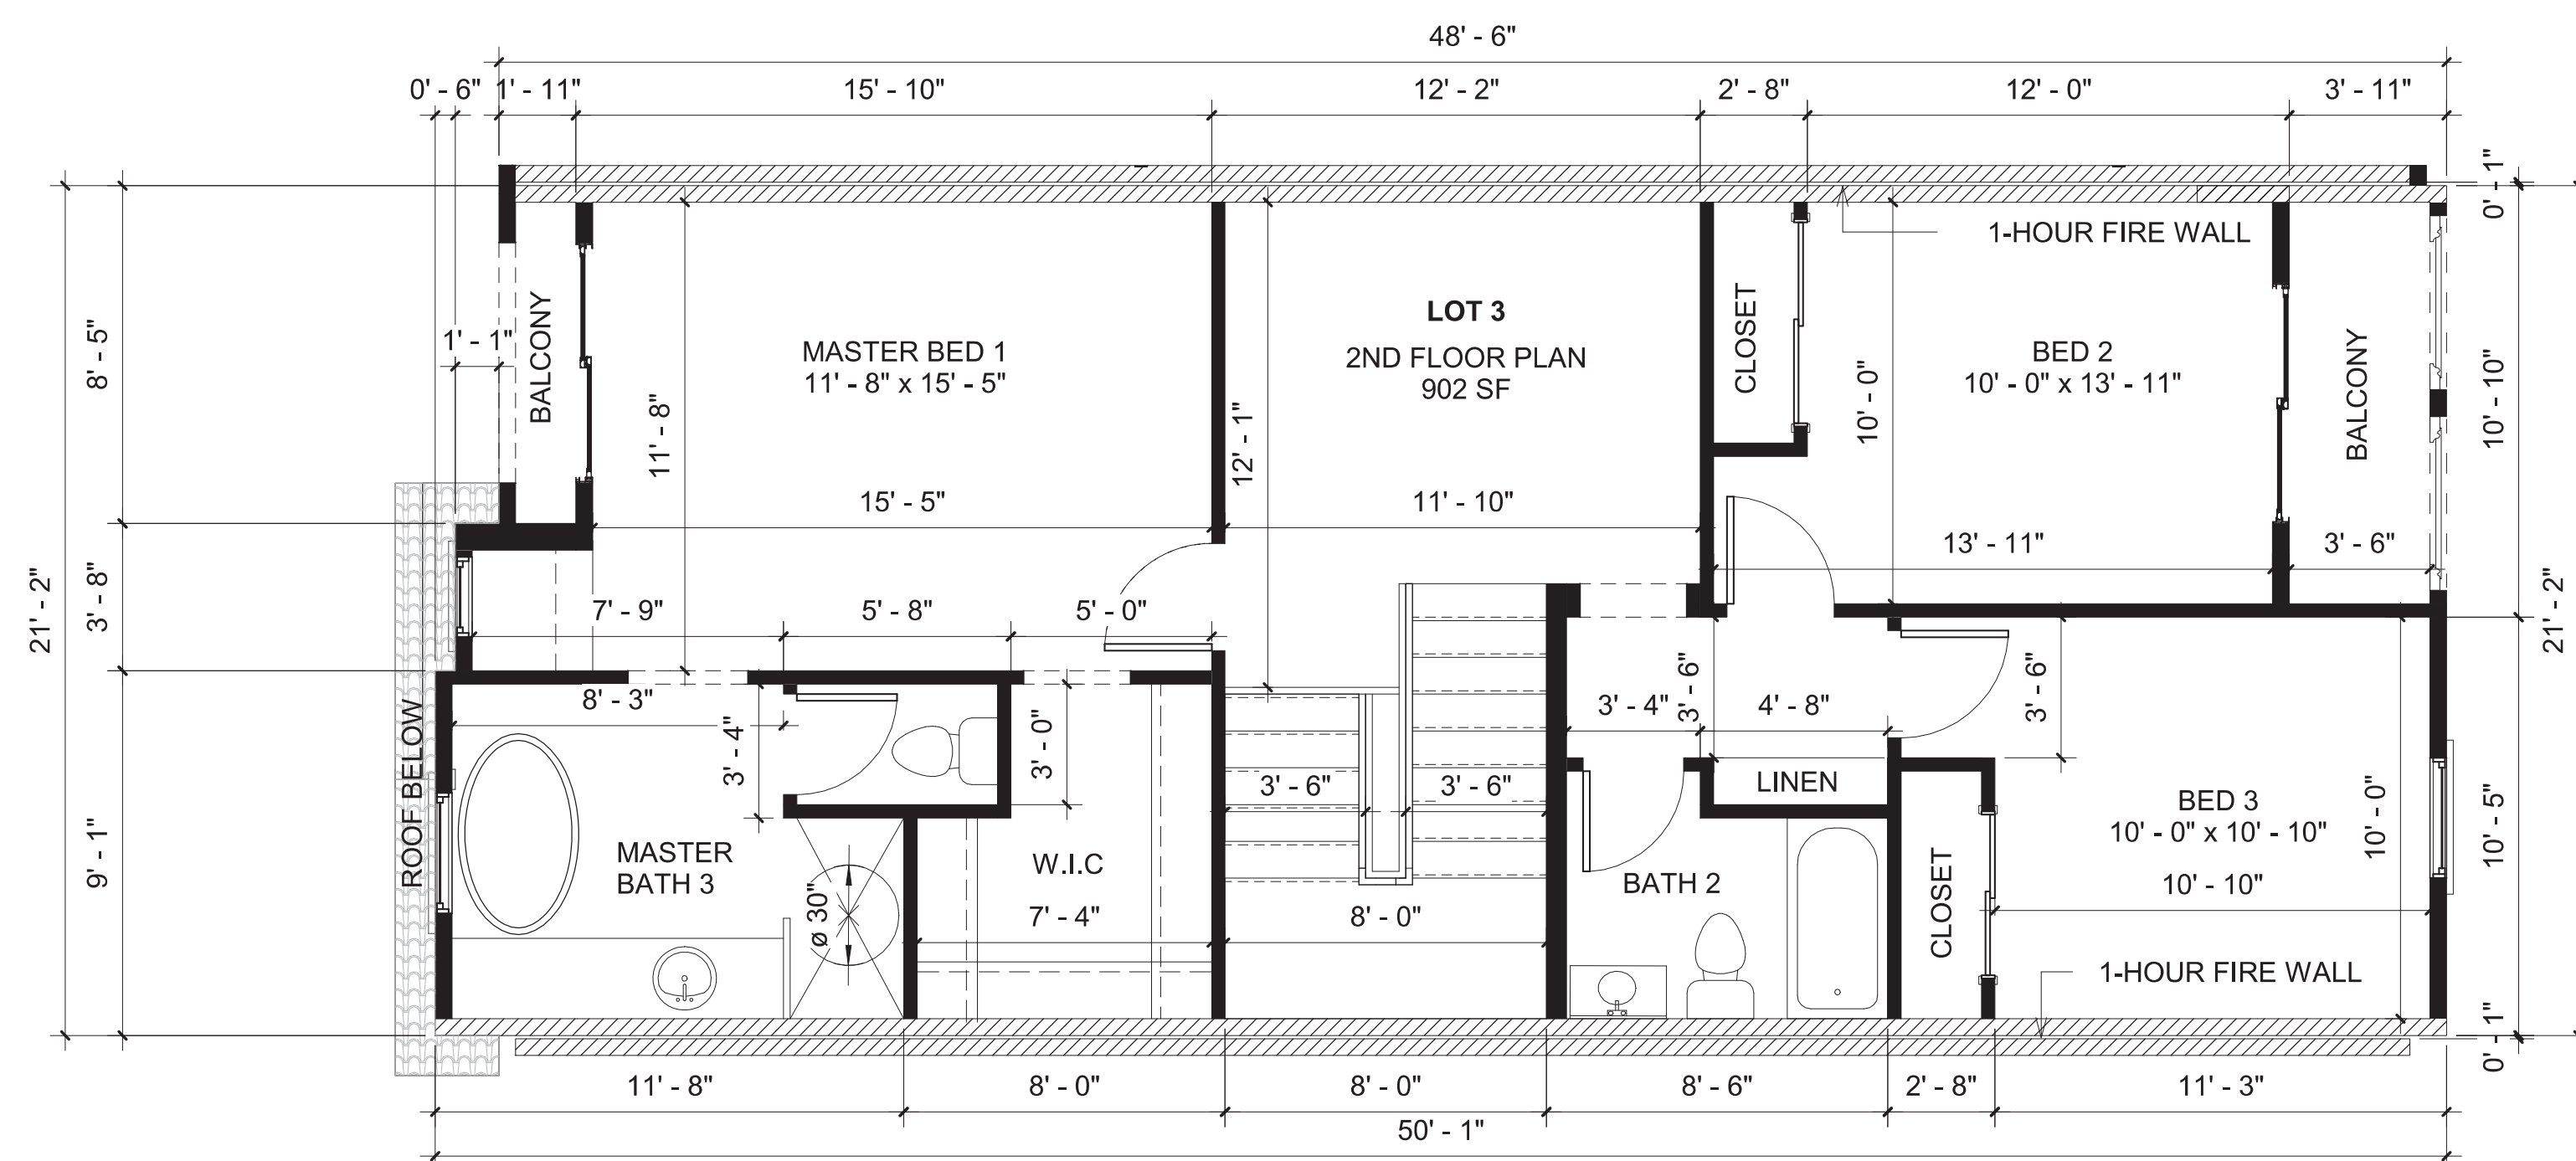 48' - 6"
0' - 6" 1' - 11" 15' - 10" 12' - 2" 2' - 8" 12' - 0" 3' - 11"
0' - 1"
1-HOUR FIRE WALL
8' - 5"
1' - 1"
BALCONY
MASTER BED 1
11' - 8" x 15' - 5"
11' - 8"
15' - 5"
LOT 3
2ND FLOOR PLAN
902 SF
12' - 1"
11' - 10"
CLOSET
10' - 0"
BED 2
10' - 0" x 13' - 11"
BALCONY
10' - 10"
13' - 11"
3' - 6"
21' - 2"
3' - 8"
7' - 9" 5' - 8" 5' - 0"
21' - 2"
8' - 3"
3' - 4"
3' - 0"
3' - 4"
3' - 6"
4' - 8"
3' - 6"
ROOF BELOW
9' - 1"
MASTER
BATH 3
ø 30"
W.I.C
7' - 4"
3' - 6" 3' - 6"
8' - 0"
LINEN
BATH 2
CLOSET
BED 3
10' - 0" x 10' - 10"
10' - 10"
10' - 0"
10' - 5"
1-HOUR FIRE WALL
0' - 1"
11' - 8" 8' - 0" 8' - 0" 8' - 6" 2' - 8" 11' - 3"
50' - 1"